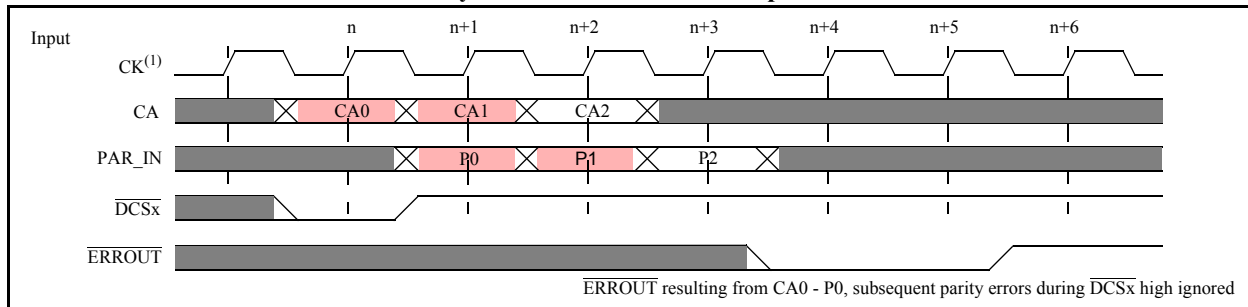 n n+1 n+2 n+3 n+4 n+5 n+6
Input
CK(1)
CA CA0 CA1 CA2
PAR_IN P0 P1 P2
DCSx
ERROUT
ERROUT resulting from CA0 - P0, subsequent parity errors during DCSx high ignored